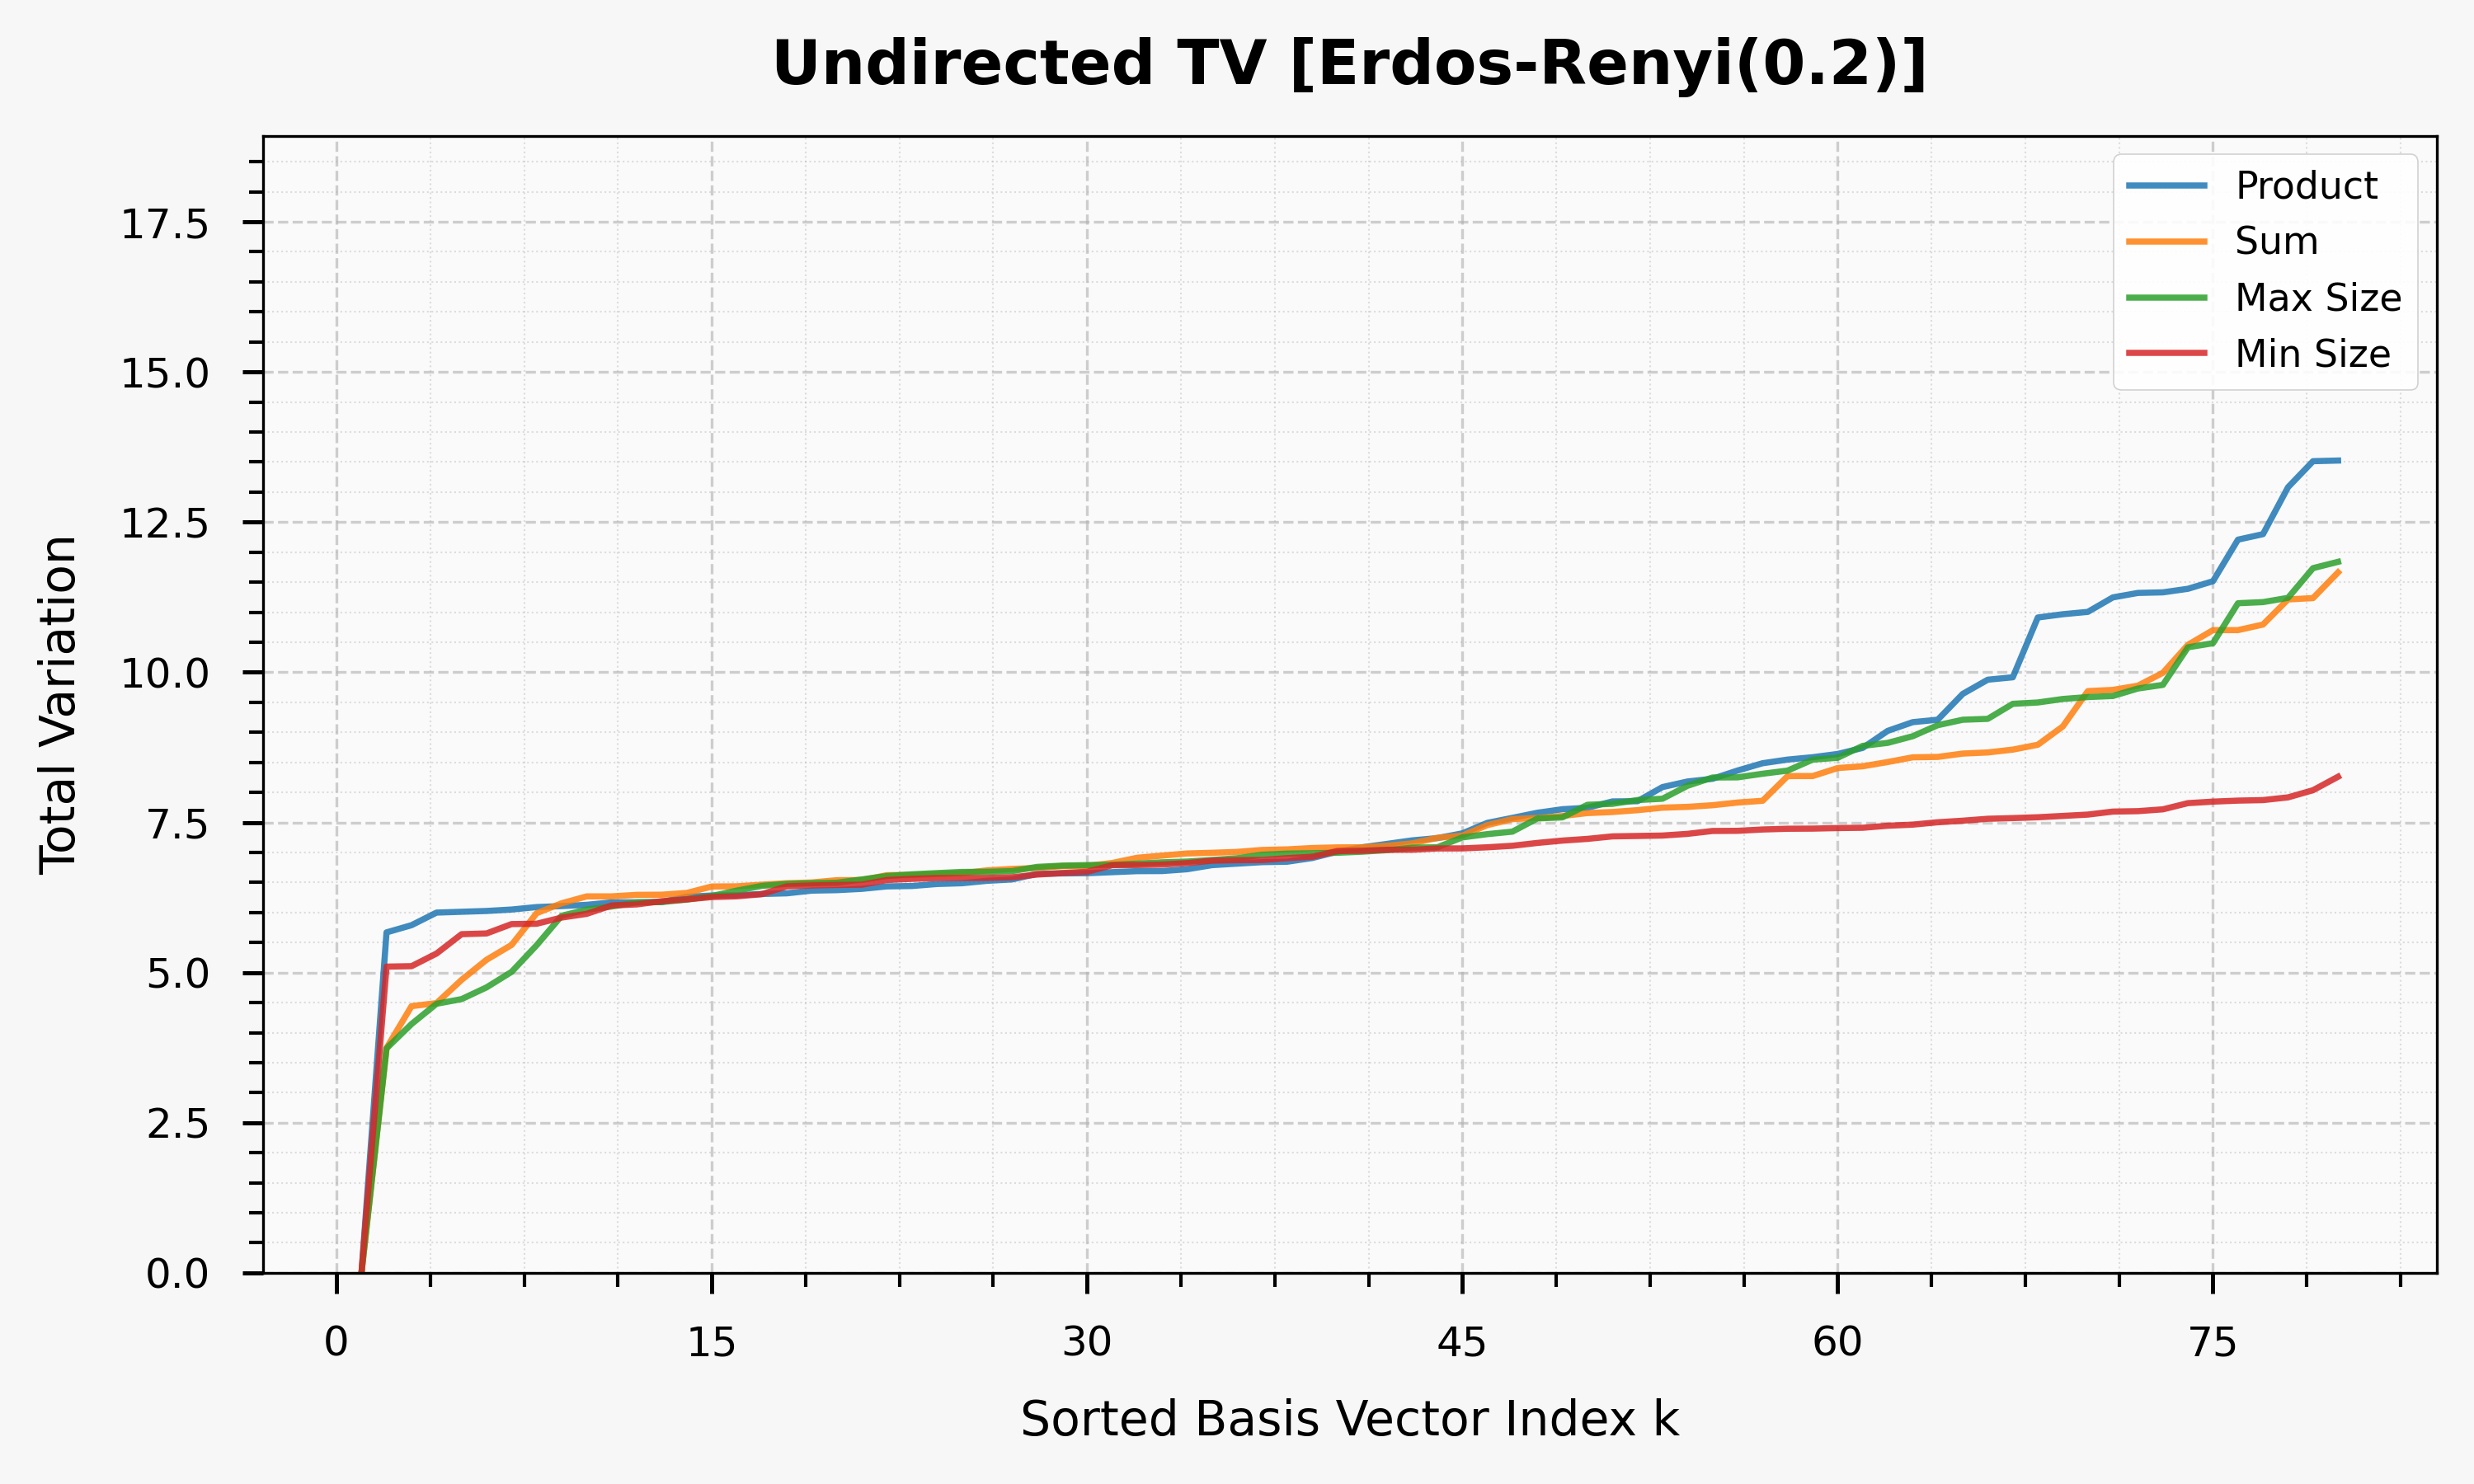 Undirected TV [Erdos-Renyi(0.2)]
Product
Sum
Max Size
Min Size
17.5
15.0
12.5
10.0
7.5
5.0
2.5
0.0
Total Variation
0 15 30 45 60 75
Sorted Basis Vector Index k